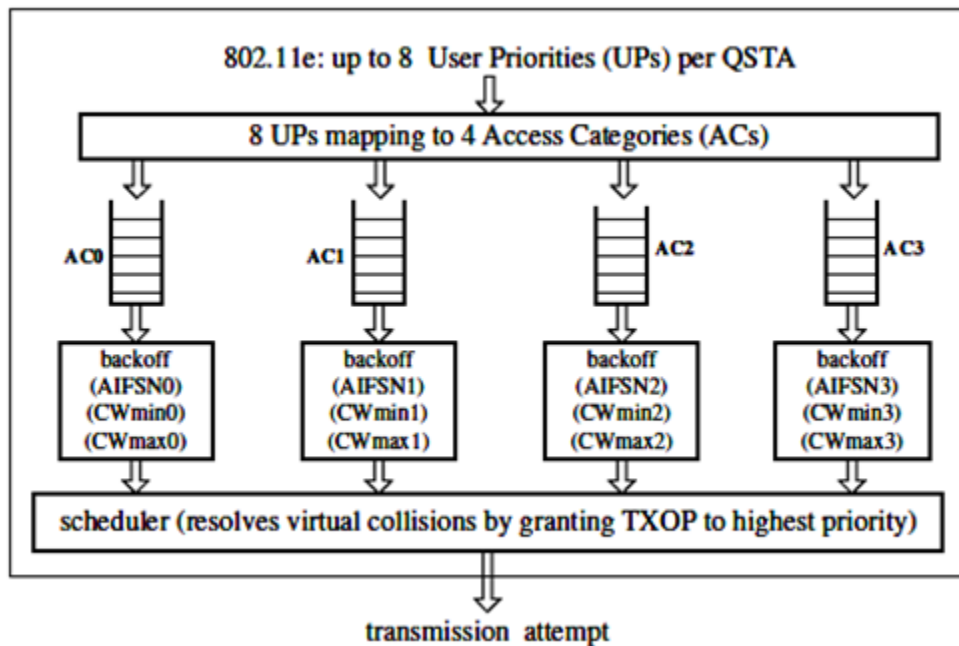 802.11e: up to 8 User Priorities (UPs) per QSTA
8 UPs mapping to 4 Access Categories (ACs)
AC0
AC1
AC2
AC3
backoff
(AIFSN0)
(CWmin0)
(CWmax0)
backoff
(AIFSN1)
(CWmin1)
(CWmax1)
backoff
(AIFSN2)
(CWmin2)
(CWmax2)
backoff
(AIFSN3)
(CWmin3)
(CWmax3)
scheduler (resolves virtual collisions by granting TXOP to highest priority)
transmission attempt